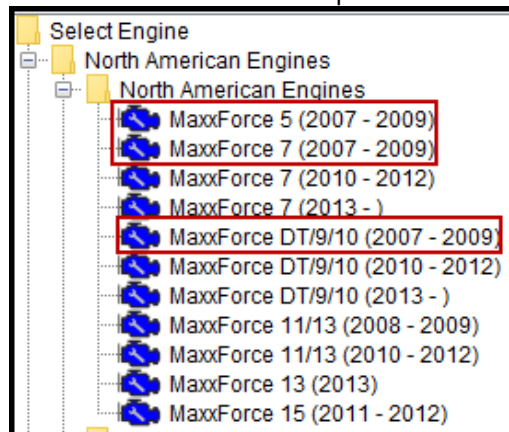 Select Engine
North American Engines
North American Engines
MaxxForce 5 (2007 - 2009)
MaxxForce 7 (2007 - 2009)
MaxxForce 7 (2010 - 2012)
MaxxForce 7 (2013 - )
MaxxForce DT/9/10 (2007 - 2009)
MaxxForce DT/9/10 (2010 - 2012)
MaxxForce DT/9/10 (2013 - )
MaxxForce 11/13 (2008 - 2009)
MaxxForce 11/13 (2010 - 2012)
MaxxForce 13 (2013)
MaxxForce 15 (2011 - 2012)